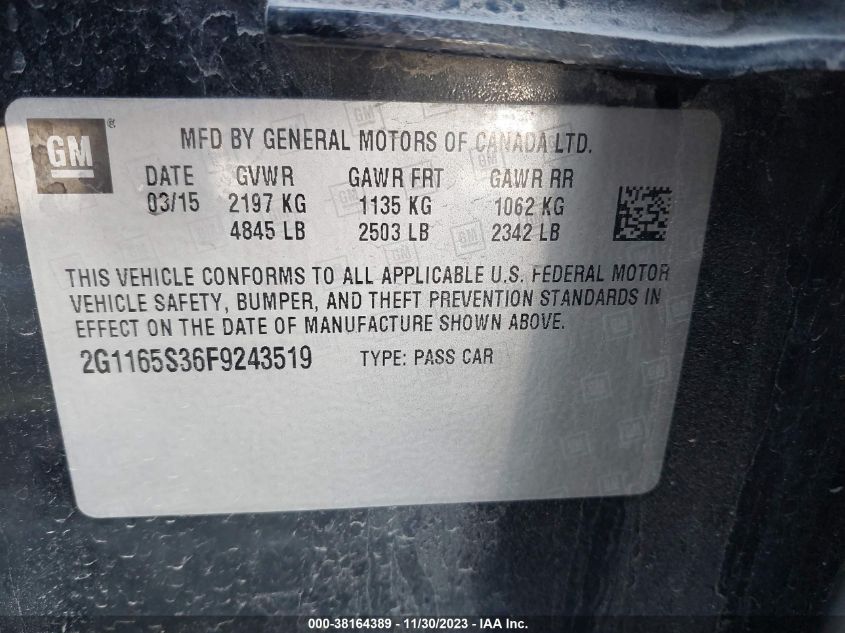 GM ®
MFD BY GENERAL MOTORS OF CANADA LTD.
DATE GVWR GAWR FRT GAWR RR
03/15 2197 KG 1135 KG 1062 KG
4845 LB 2503 LB 2342 LB
THIS VEHICLE CONFORMS TO ALL APPLICABLE U.S. FEDERAL MOTOR
VEHICLE SAFETY, BUMPER, AND THEFT PREVENTION STANDARDS IN
EFFECT ON THE DATE OF MANUFACTURE SHOWN ABOVE.
2G1165S36F9243519 TYPE: PASS CAR
000-38164389 - 11/30/2023 - IAA Inc.